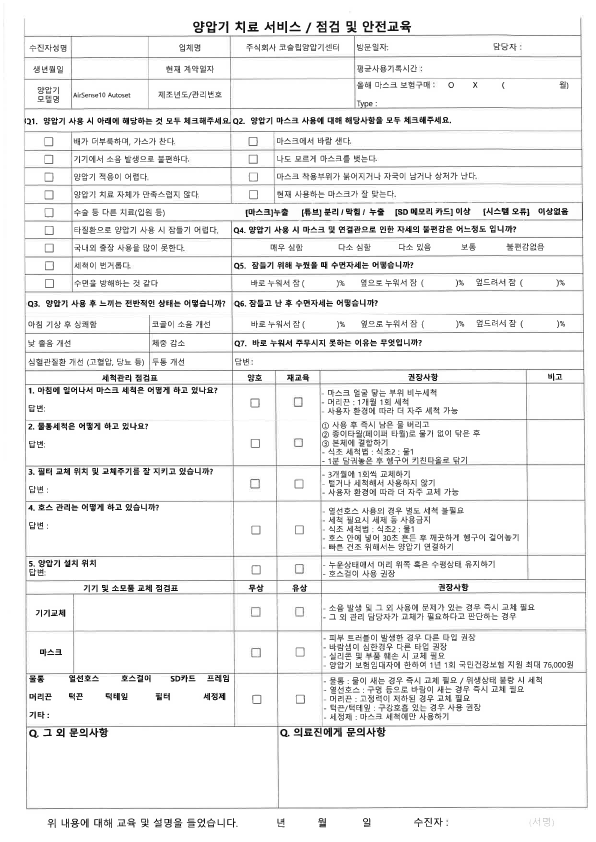 양압기 치료 서비스 / 점검 및 안전교육
수진자성명 업체명 주식회사 코슬립양압기센터 방문일자: 담당자 :
생년월일 현재 계약일자 평균사용기록시간 :
양압기 모델명 AirSense10 Autoset 제조년도/관리번호 올해 마스크 보험구매 : O X ( 월)
Type :
Q1. 양압기 사용 시 아래에 해당하는 것 모두 체크해주세요. Q2. 양압기 마스크 사용에 대해 해당사항을 모두 체크해주세요.
□ 배가 더부룩하며, 가스가 찬다. □ 마스크에서 바람 샌다.
□ 기기에서 소음 발생으로 불편하다. □ 나도 모르게 마스크를 벗는다.
□ 양압기 적응이 어렵다. □ 마스크 착용부위가 붉어지거나 자국이 남거나 상처가 난다.
□ 양압기 치료 자체가 만족스럽지 않다. □ 현재 사용하는 마스크가 잘 맞는다.
□ 수술 등 다른 치료(입원 등) [마스크]누출 [튜브] 분리 / 막힘 / 누출 [SD 메모리 카드] 이상 [시스템 오류] 이상없음
□ 타질환으로 양압기 사용 시 잠들기 어렵다. Q4. 양압기 사용 시 마스크 및 연결관으로 인한 자세의 불편감은 어느정도 입니까?
□ 국내외 출장 사용을 많이 못한다. 매우 심함 다소 심함 다소 있음 보통 불편감없음
□ 세척이 번거롭다. Q5. 잠들기 위해 누웠을 때 수면자세는 어떻습니까?
□ 수면을 방해하는 것 같다 바로 누워서 잠 ( )% 옆으로 누워서 잠 ( )% 엎드려서 잠 ( )%
Q3. 양압기 사용 후 느끼는 전반적인 상태는 어떻습니까? Q6. 잠들고 난 후 수면자세는 어떻습니까?
아침 기상 후 상쾌함 코골이 소음 개선 바로 누워서 잠 ( )% 옆으로 누워서 잠 ( )% 엎드려서 잠 ( )%
낮 졸음 개선 체중 감소 Q7. 바로 누워서 주무시지 못하는 이유는 무엇입니까?
심혈관질환 개선 (고혈압, 당뇨 등) 두통 개선 답변 :
세척관리 점검표 양호 재교육 권장사항 비고
1. 아침에 일어나서 마스크 세척은 어떻게 하고 있나요?
답변: □ □
- 마스크 얼굴 닿는 부위 비누세척
- 머리끈 : 1개월 1회 세척
- 사용자 환경에 따라 더 자주 세척 가능
2. 물통세척은 어떻게 하고 있나요?
답변: □ □
① 사용 후 즉시 남은 물 버리고
② 종이타월(페이퍼 타월)로 물기 없이 닦은 후
③ 본체에 결합하기
- 식초 세척법 : 식초2 : 물1
- 1분 담궈놓은 후 헹구어 키친타올로 닦기
3. 필터 교체 위치 및 교체주기를 잘 지키고 있습니까?
답변 : □ □
- 3개월에 1회씩 교체하기
- 털거나 세척해서 사용하지 않기
- 사용자 환경에 따라 더 자주 교체 가능
4. 호스 관리는 어떻게 하고 있습니까?
답변 : □ □
- 열선호스 사용의 경우 별도 세척 불필요
- 세척 필요시 세제 등 사용금지
- 식초 세척법 : 식초2 : 물1
- 호스 안에 넣어 30초 흔든 후 깨끗하게 헹구어 걸어놓기
- 빠른 건조 위해서는 양압기 연결하기
5. 양압기 설치 위치
답변: □ □
- 누운상태에서 머리 위쪽 혹은 수평상태 유지하기
- 호스걸이 사용 권장
기기 및 소모품 교체 점검표 무상 유상 권장사항
기기교체 □ □
- 소음 발생 및 그 외 사용에 문제가 있는 경우 즉시 교체 필요
- 그 외 관리 담당자가 교체가 필요하다고 판단하는 경우
마스크 □ □
- 피부 트러블이 발생한 경우 다른 타입 권장
- 바람샘이 심한경우 다른 타입 권장
- 실리콘 및 부품 훼손 시 교체 필요
- 양압기 보험임대자에 한하여 1년 1회 국민건강보험 지원 최대 76,000원
물통 열선호스 호스걸이 SD카드 프레임
머리끈 턱끈 턱테잎 필터 세정제
기타 : □ □
- 물통 : 물이 새는 경우 즉시 교체 필요 / 위생상태 불량 시 세척
- 열선호스 : 구멍 등으로 바람이 새는 경우 즉시 교체 필요
- 머리끈 : 고정력이 저하된 경우 교체 필요
- 턱끈/턱테잎 : 구강호흡 있는 경우 사용 권장
- 세정제 : 마스크 세척에만 사용하기
Q. 그 외 문의사항 Q. 의료진에게 문의사항
위 내용에 대해 교육 및 설명을 들었습니다. 년 월 일 수진자 : (서명)